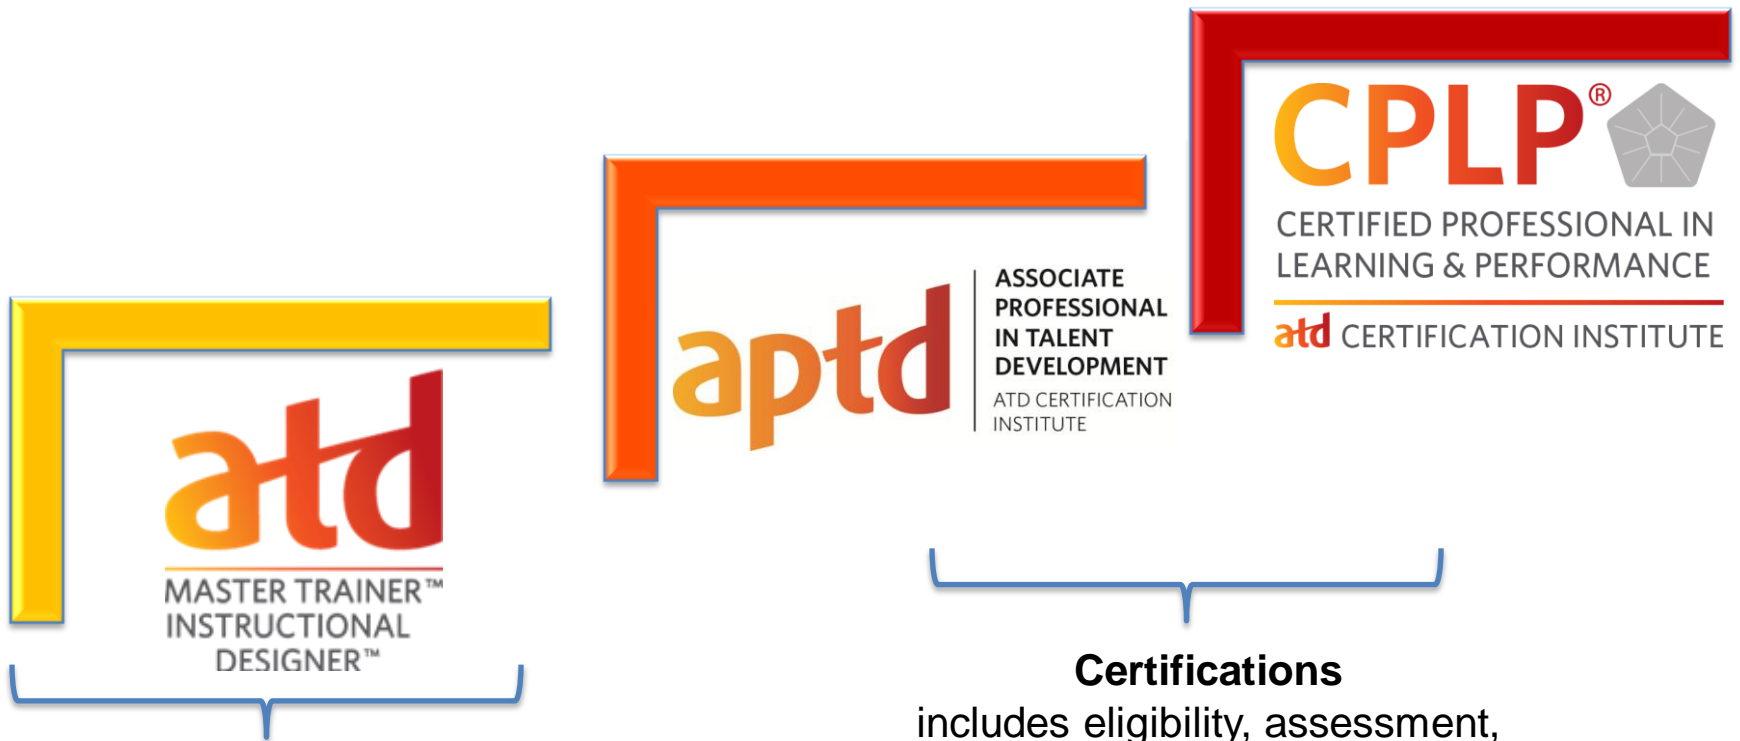 CPLP®
CERTIFIED PROFESSIONAL IN
LEARNING & PERFORMANCE
atd CERTIFICATION INSTITUTE
aptd
ASSOCIATE
PROFESSIONAL
IN TALENT
DEVELOPMENT
ATD CERTIFICATION
INSTITUTE
atd
MASTER TRAINER™
INSTRUCTIONAL
DESIGNER™
Certifications
includes eligibility, assessment,